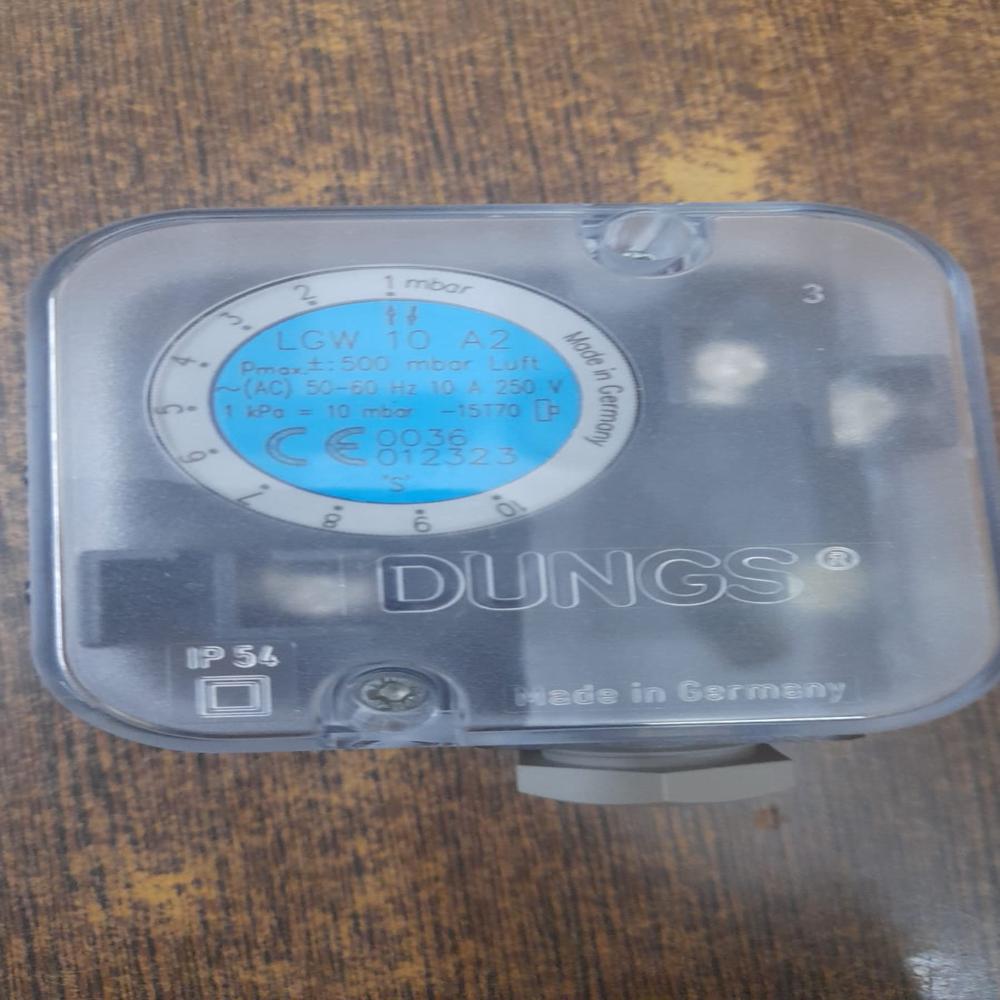 3
1 mbar
2
3
4
5
6
7
8
9
10
Made in Germany
LGW 10 A2
Pmax.±:500 mbar Luft
~(AC) 50-60 Hz 10 A 250 V
1 kPa = 10 mbar -15T70
CE 0036
012323
"S"
DUNGS®
IP 54
Made in Germany